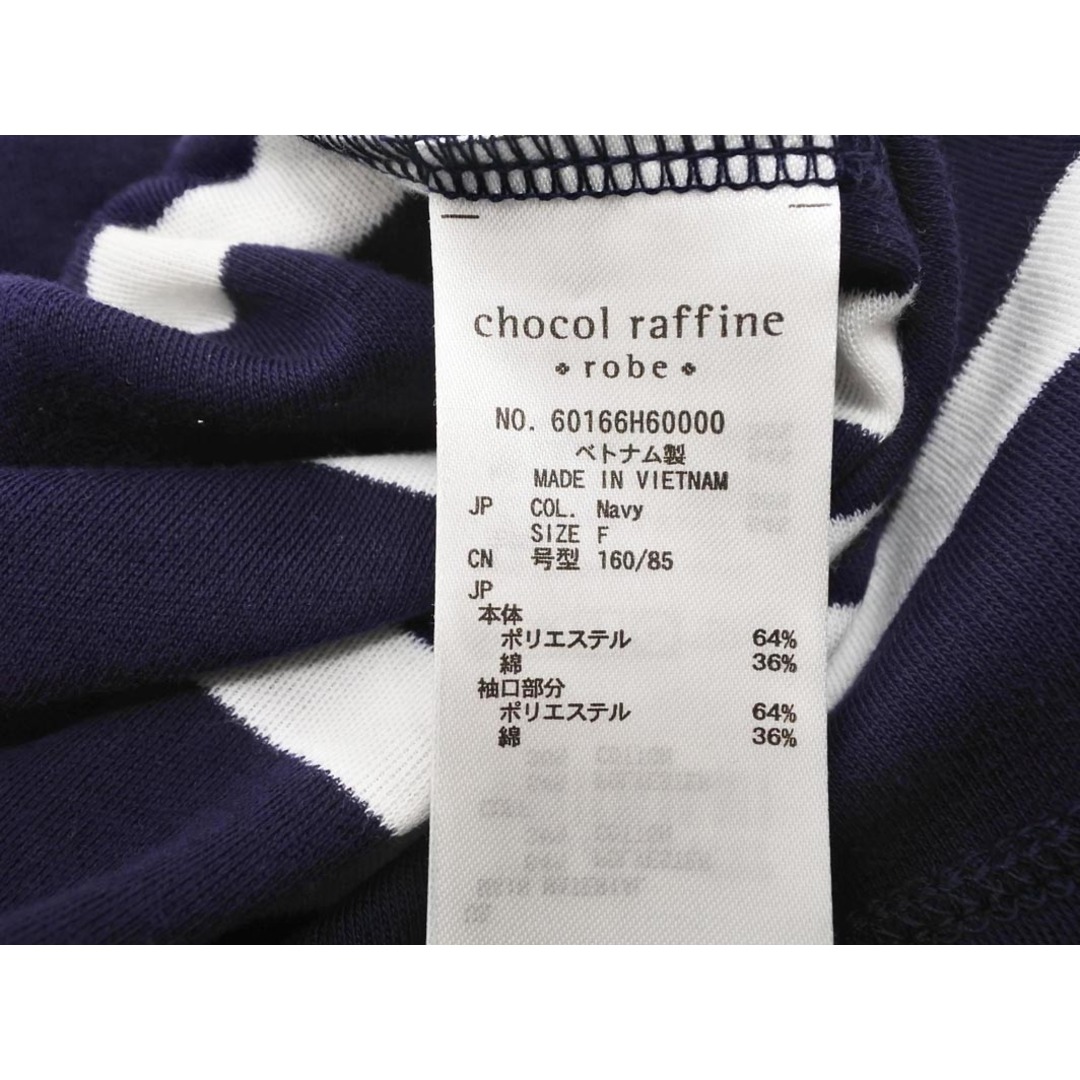 chocol raffine
robe
NO. 60166H60000
ベトナム製
MADE IN VIETNAM
JP COL. Navy
SIZE F
CN 号型 160/85
JP
本体
ポリエステル 64%
綿 36%
袖口部分
ポリエステル 64%
綿 36%